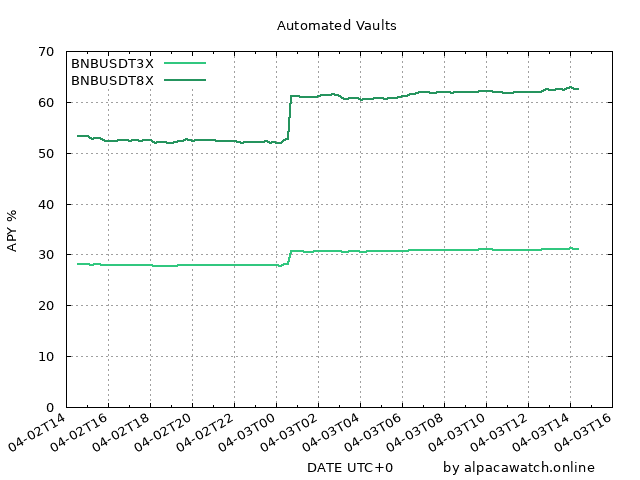 Automated Vaults
BNBUSDT3X
BNBUSDT8X
APY %
70
60
50
40
30
20
10
0
04-02T14
04-02T16
04-02T18
04-02T20
04-02T22
04-03T00
04-03T02
04-03T04
04-03T06
04-03T08
04-03T10
04-03T12
04-03T14
04-03T16
DATE UTC+0
by alpacawatch.online